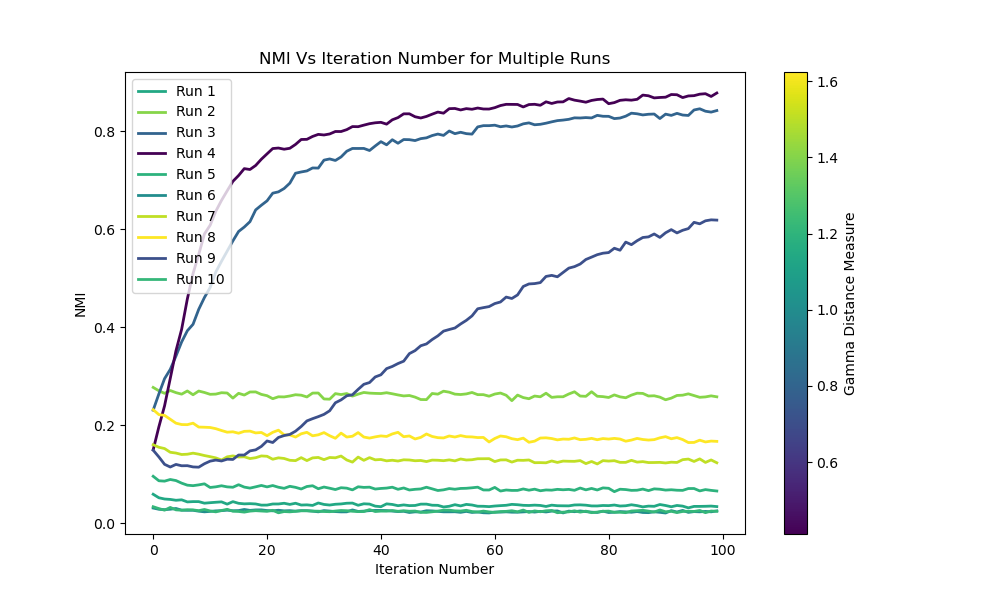 NMI Vs Iteration Number for Multiple Runs
Run 1
Run 2
Run 3
Run 4
Run 5
Run 6
Run 7
Run 8
Run 9
Run 10
0.8
0.6
0.4
0.2
0.0
NMI
0
20
40
60
80
100
Iteration Number
1.6
1.4
1.2
1.0
0.8
0.6
Gamma Distance Measure